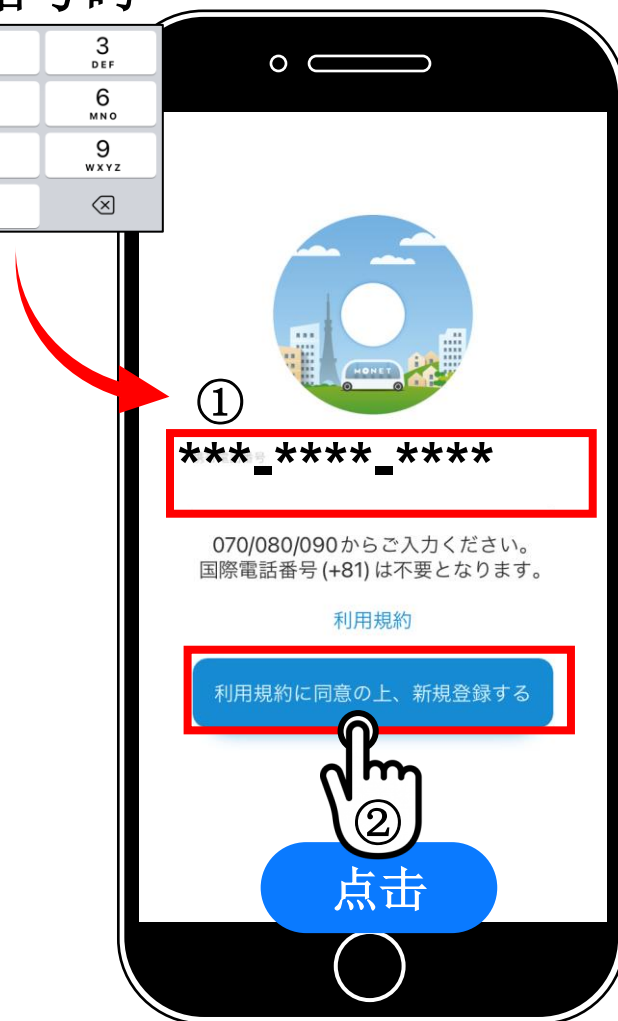 3
DEF
6
MNO
9
WXYZ
MONET
①
***-****-****
070/080/090からご入力ください。
国際電話番号(+81)は不要となります。
利用規約
利用規約に同意の上、新規登録する
②
点击